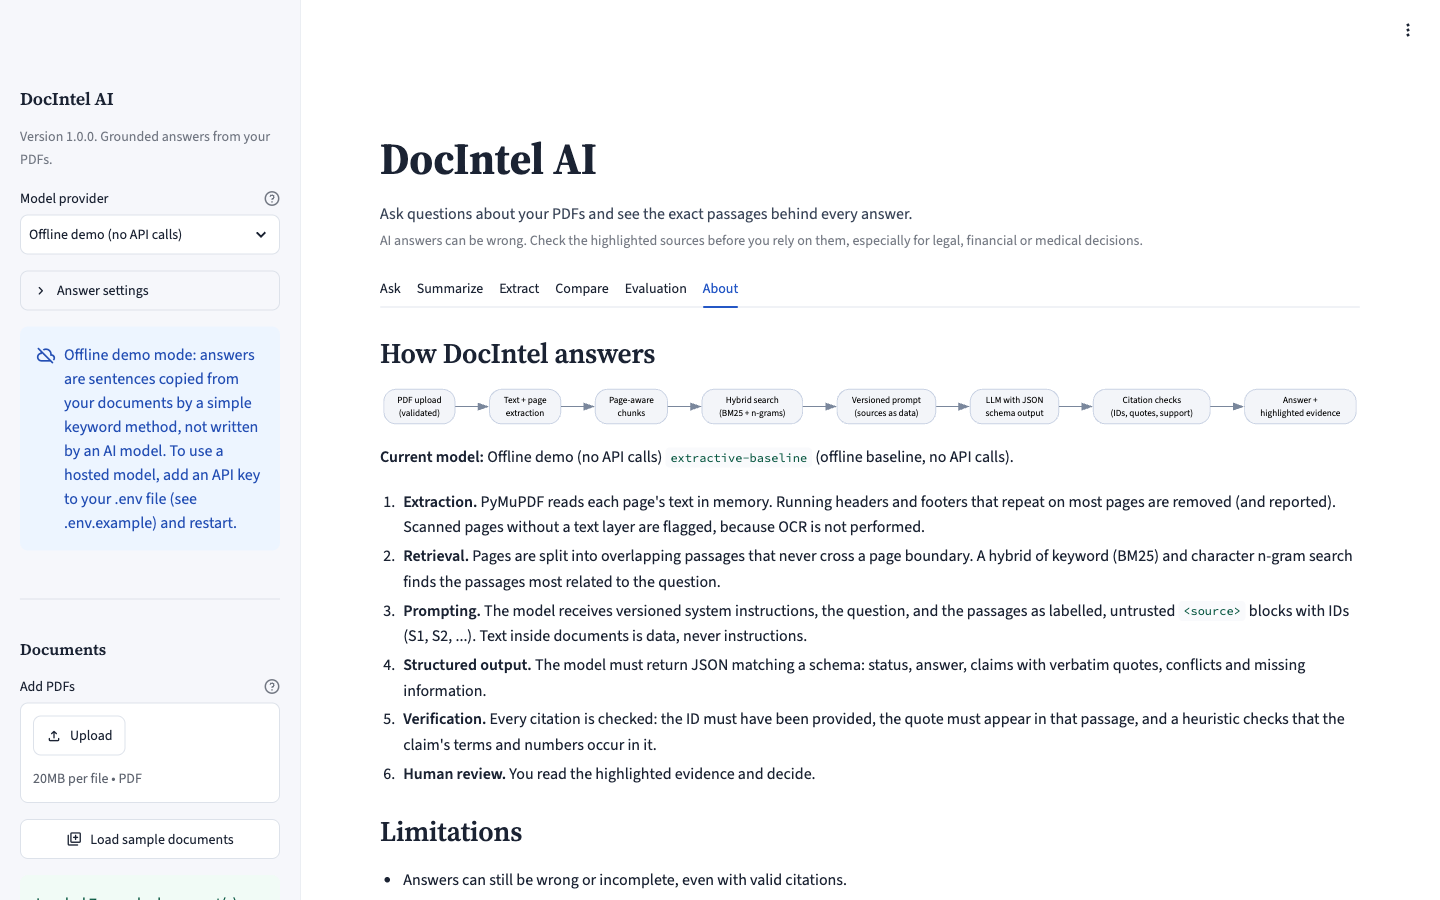 DocIntel AI
Version 1.0.0. Grounded answers from your
PDFs.
Model provider
Offline demo (no API calls)
Answer settings
Offline demo mode: answers
are sentences copied from
your documents by a simple
keyword method, not written
by an AI model. To use a
hosted model, add an API key
to your .env file (see
.env.example) and restart.
Documents
Add PDFs
Upload
20MB per file • PDF
Load sample documents
DocIntel AI
Ask questions about your PDFs and see the exact passages behind every answer.
AI answers can be wrong. Check the highlighted sources before you rely on them, especially for legal, financial or medical decisions.
Ask Summarize Extract Compare Evaluation About
How DocIntel answers
PDF upload
(validated)
Text + page
extraction
Page-aware
chunks
Hybrid search
(BM25 + n-grams)
Versioned prompt
(sources as data)
LLM with JSON
schema output
Citation checks
(IDs, quotes, support)
Answer +
highlighted evidence
Current model: Offline demo (no API calls) extractive-baseline (offline baseline, no API calls).
1. Extraction. PyMuPDF reads each page's text in memory. Running headers and footers that repeat on most pages are removed (and reported).
Scanned pages without a text layer are flagged, because OCR is not performed.
2. Retrieval. Pages are split into overlapping passages that never cross a page boundary. A hybrid of keyword (BM25) and character n-gram search
finds the passages most related to the question.
3. Prompting. The model receives versioned system instructions, the question, and the passages as labelled, untrusted <source> blocks with IDs
(S1, S2, ...). Text inside documents is data, never instructions.
4. Structured output. The model must return JSON matching a schema: status, answer, claims with verbatim quotes, conflicts and missing
information.
5. Verification. Every citation is checked: the ID must have been provided, the quote must appear in that passage, and a heuristic checks that the
claim's terms and numbers occur in it.
6. Human review. You read the highlighted evidence and decide.
Limitations
• Answers can still be wrong or incomplete, even with valid citations.